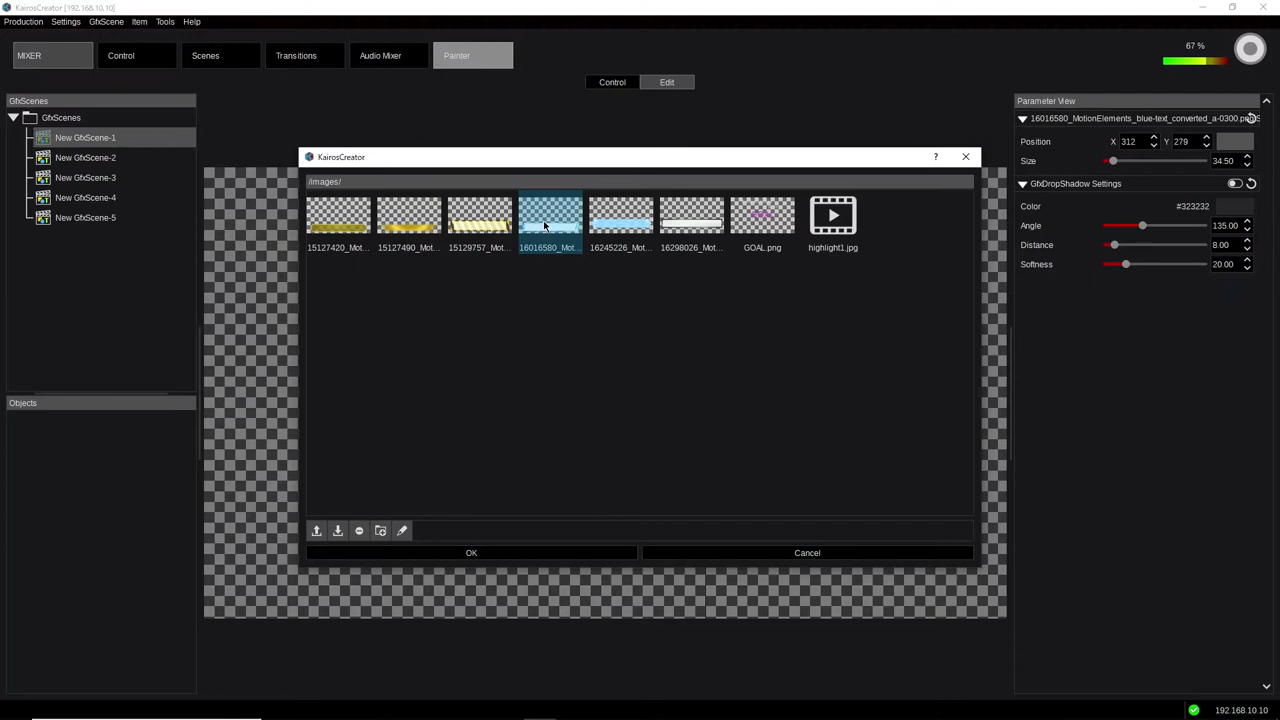 KairosCreator [192.168.10.10]
Production Settings GfxScene Item Tools Help
MIXER Control Scenes Transitions Audio Mixer Painter
67 %
Control Edit
GfxScenes
GfxScenes
New GfxScene-1
New GfxScene-2
New GfxScene-3
New GfxScene-4
New GfxScene-5
Objects
KairosCreator
?
/images/
15127420_Mot... 15127490_Mot... 15129757_Mot... 16016580_Mot... 16245226_Mot... 16298026_Mot... GOAL.png highlight1.jpg
OK Cancel
Parameter View
16016580_MotionElements_blue-text_converted_a-0300.png
Position X 312 Y 279
Size 34.50
GfxDropShadow Settings
Color #323232
Angle 135.00
Distance 8.00
Softness 20.00
192.168.10.10